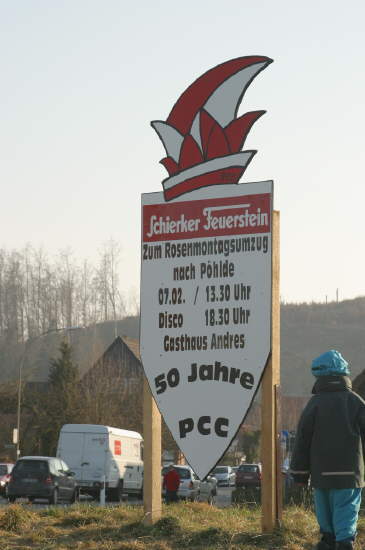 Schierker Feuerstein
Zum Rosenmontagsumzug
nach Pöhlde
07.02. / 13.30 Uhr
Disco 18.30 Uhr
Gasthaus Andres
50 Jahre
PCC